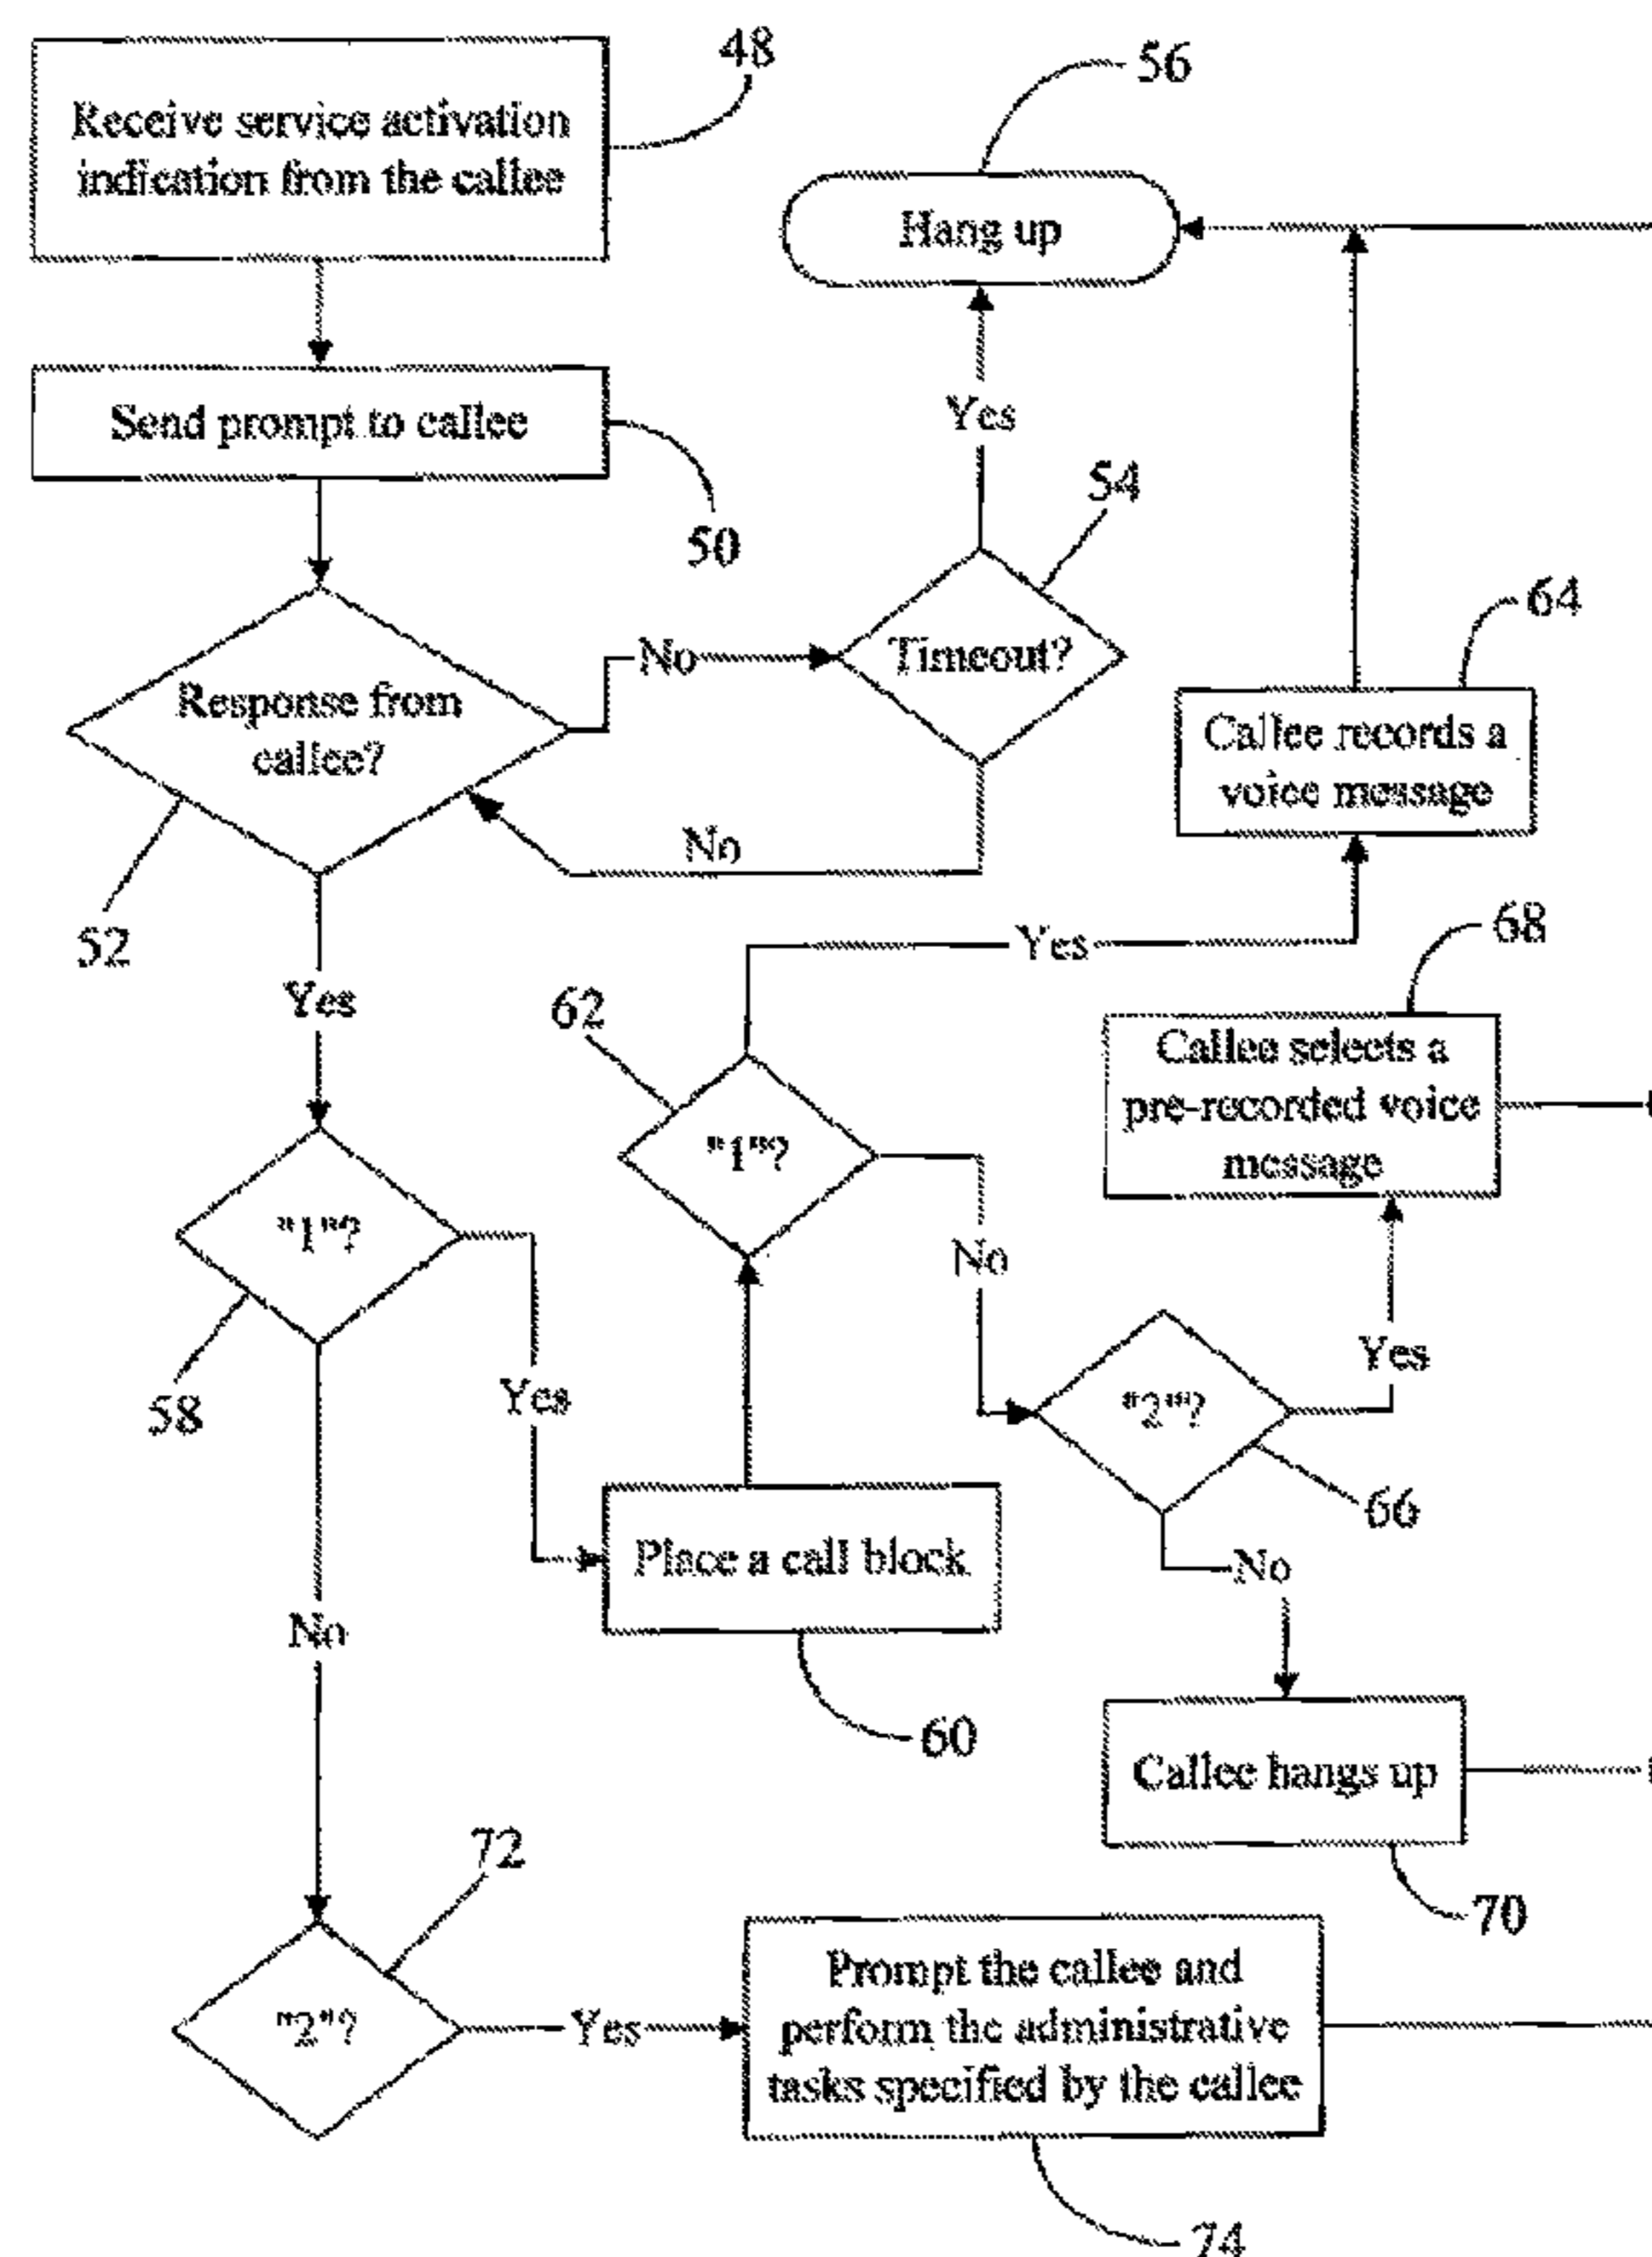 48
Receive service activation
indication from the callee
56
Hang up
Yes
Send prompt to callee
50
54
Timeout?
No
Response from
callee?
52
No
64
Callee records a
voice message
Yes
68
Callee selects a
pre-recorded voice
message
Yes
62
"1"?
No
"1"?
58
Yes
Yes
"2"?
66
No
Place a call block
60
No
Callee hangs up
70
72
"2"?
Yes
Prompt the callee and
perform the administrative
tasks specified by the callee
74